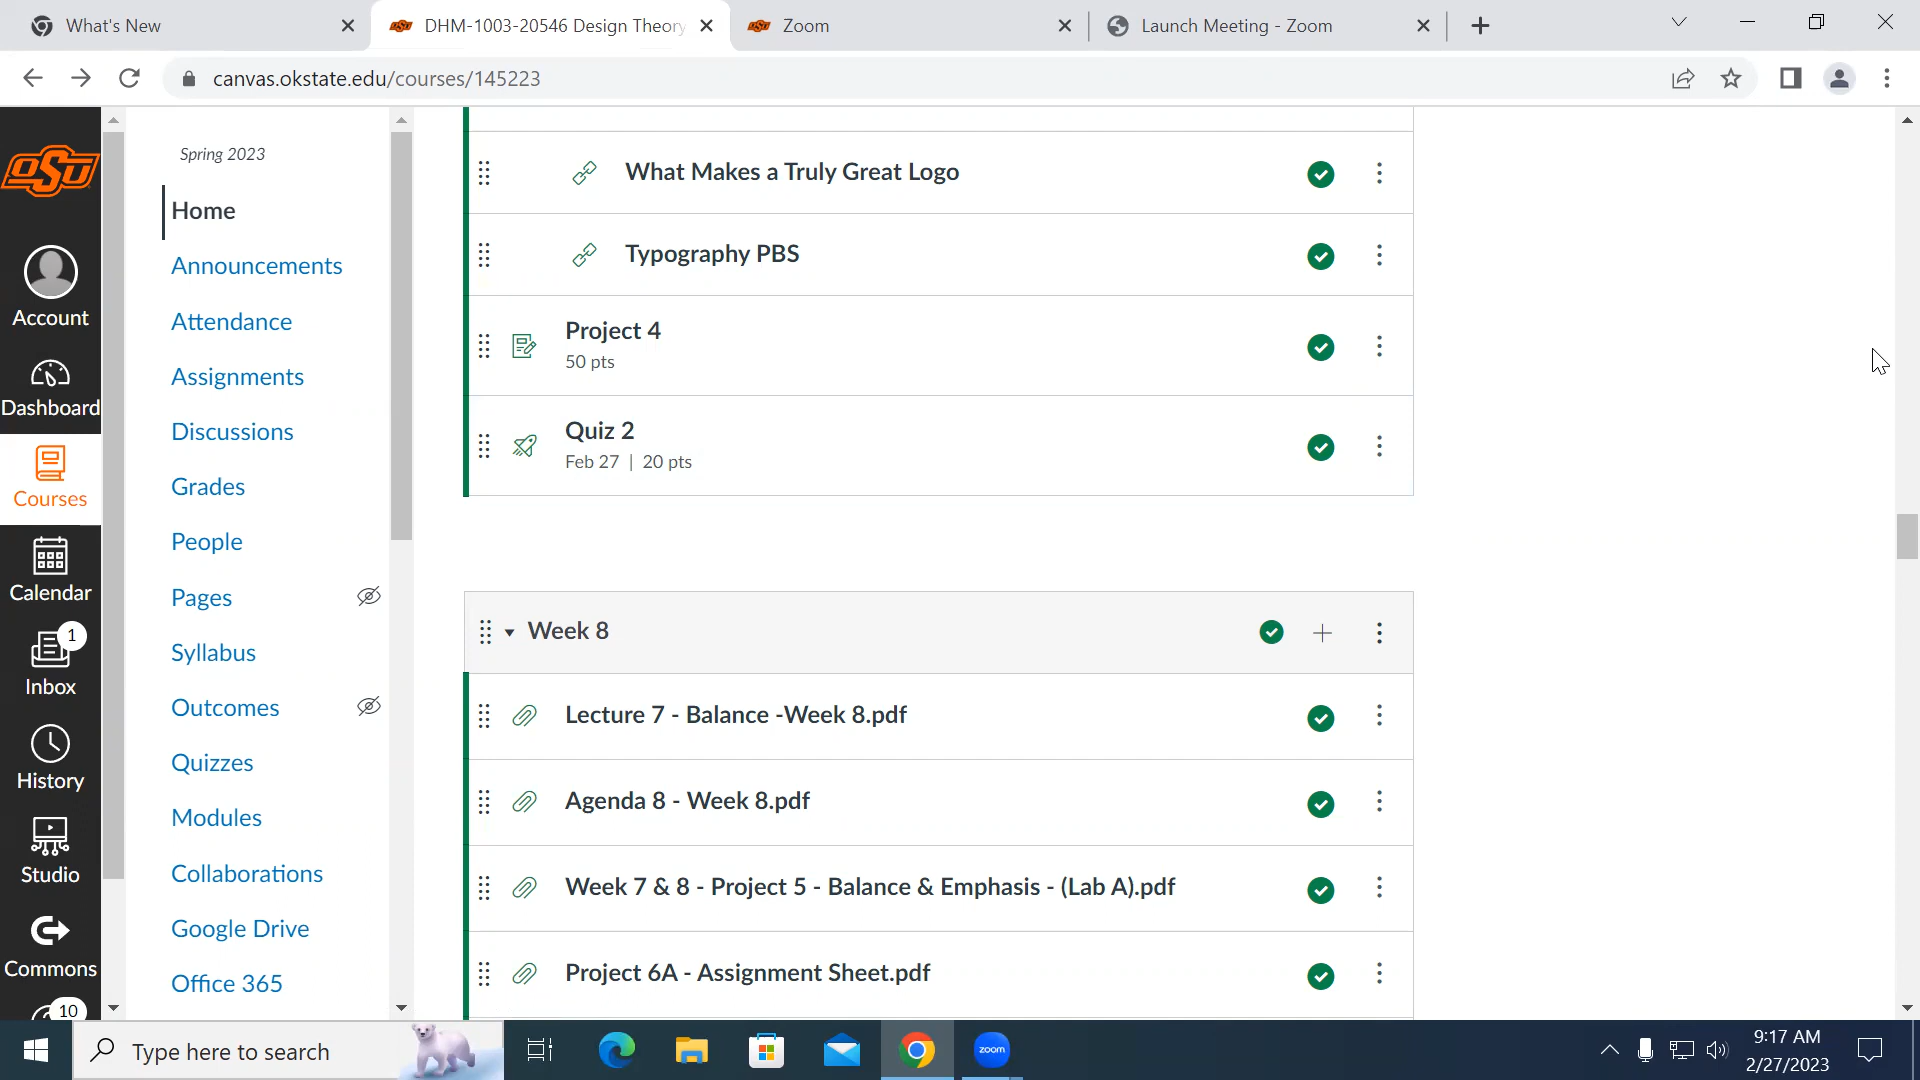 What's New
DHM-1003-20546 Design Theory
Zoom
Launch Meeting - Zoom
canvas.okstate.edu/courses/145223
OSU
Account
Dashboard
Courses
Calendar
1
Inbox
History
Studio
Commons
10
Spring 2023
Home
Announcements
Attendance
Assignments
Discussions
Grades
People
Pages
Syllabus
Outcomes
Quizzes
Modules
Collaborations
Google Drive
Office 365
What Makes a Truly Great Logo
Typography PBS
Project 4
50 pts
Quiz 2
Feb 27 | 20 pts
Week 8
Lecture 7 - Balance -Week 8.pdf
Agenda 8 - Week 8.pdf
Week 7 & 8 - Project 5 - Balance & Emphasis - (Lab A).pdf
Project 6A - Assignment Sheet.pdf
Type here to search
zoom
9:17 AM
2/27/2023